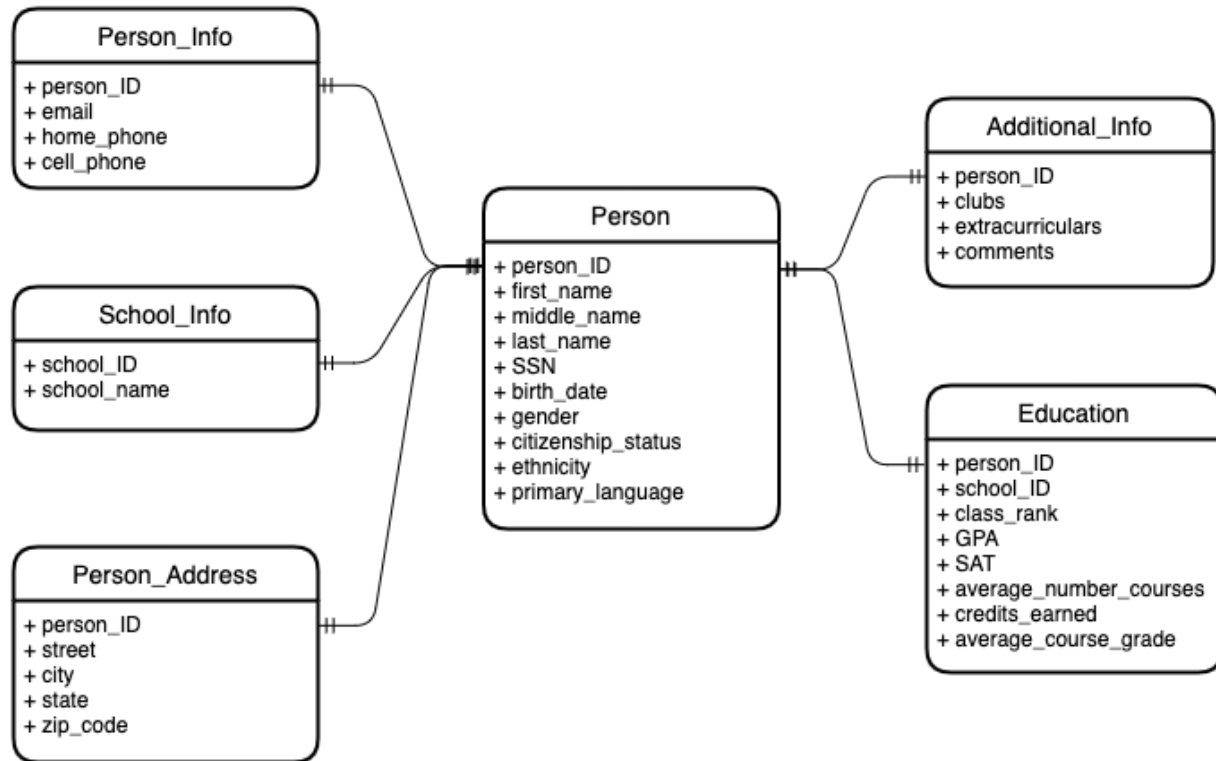 Person_Info
+ person_ID
+ email
+ home_phone
+ cell_phone
School_Info
+ school_ID
+ school_name
Person_Address
+ person_ID
+ street
+ city
+ state
+ zip_code
Person
+ person_ID
+ first_name
+ middle_name
+ last_name
+ SSN
+ birth_date
+ gender
+ citizenship_status
+ ethnicity
+ primary_language
Additional_Info
+ person_ID
+ clubs
+ extracurriculars
+ comments
Education
+ person_ID
+ school_ID
+ class_rank
+ GPA
+ SAT
+ average_number_courses
+ credits_earned
+ average_course_grade